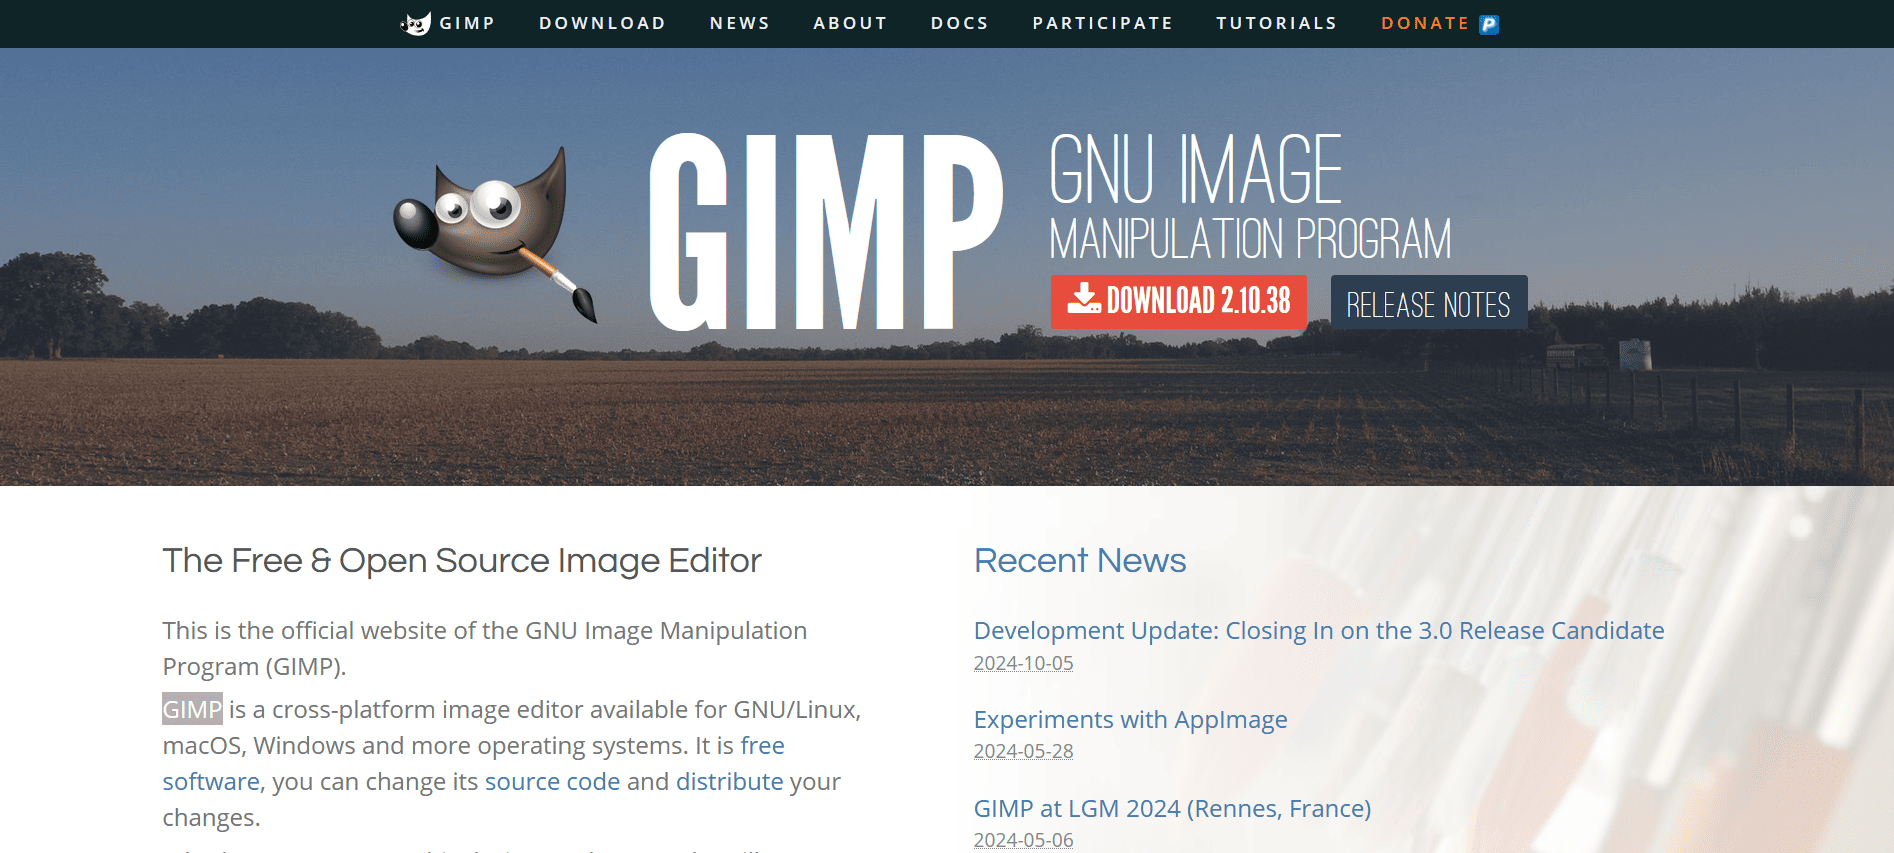 GIMP DOWNLOAD NEWS ABOUT DOCS PARTICIPATE TUTORIALS DONATE
GIMP
GNU IMAGE
MANIPULATION PROGRAM
DOWNLOAD 2.10.38
RELEASE NOTES
The Free & Open Source Image Editor
This is the official website of the GNU Image Manipulation
Program (GIMP).
GIMP is a cross-platform image editor available for GNU/Linux,
macOS, Windows and more operating systems. It is free
software, you can change its source code and distribute your
changes.
Recent News
Development Update: Closing In on the 3.0 Release Candidate
2024-10-05
Experiments with AppImage
2024-05-28
GIMP at LGM 2024 (Rennes, France)
2024-05-06